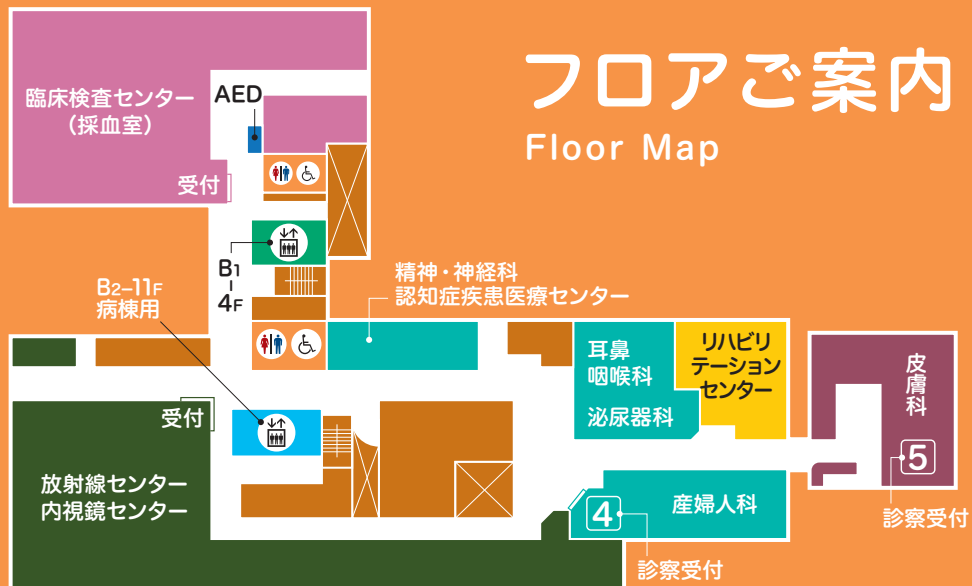 フロアご案内
Floor Map
臨床検査センター
（採血室）
AED
受付
B1
-
4F
B2–11F
病棟用
精神・神経科
認知症疾患医療センター
耳鼻
咽喉科
泌尿器科
リハビリ
テーション
センター
皮膚科
5
診察受付
受付
放射線センター
内視鏡センター
4
産婦人科
診察受付